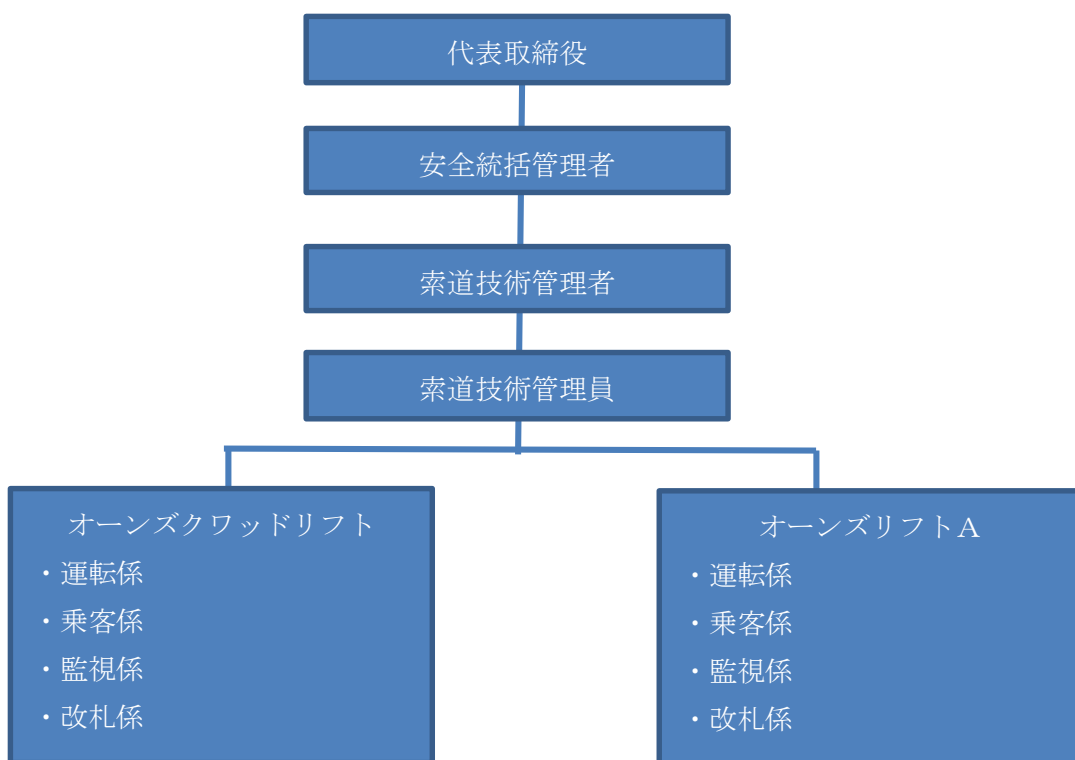 代表取締役
安全統括管理者
索道技術管理者
索道技術管理員
オーンズクワッドリフト
・運転係
・乗客係
・監視係
・改札係
オーンズリフトＡ
・運転係
・乗客係
・監視係
・改札係